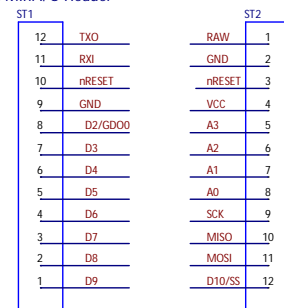 ST1 ST2
12 TXO RAW 1
11 RXI GND 2
10 nRESET nRESET 3
9 GND VCC 4
8 D2/GDO0 A3 5
7 D3 A2 6
6 D4 A1 7
5 D5 A0 8
4 D6 SCK 9
3 D7 MISO 10
2 D8 MOSI 11
1 D9 D10/SS 12